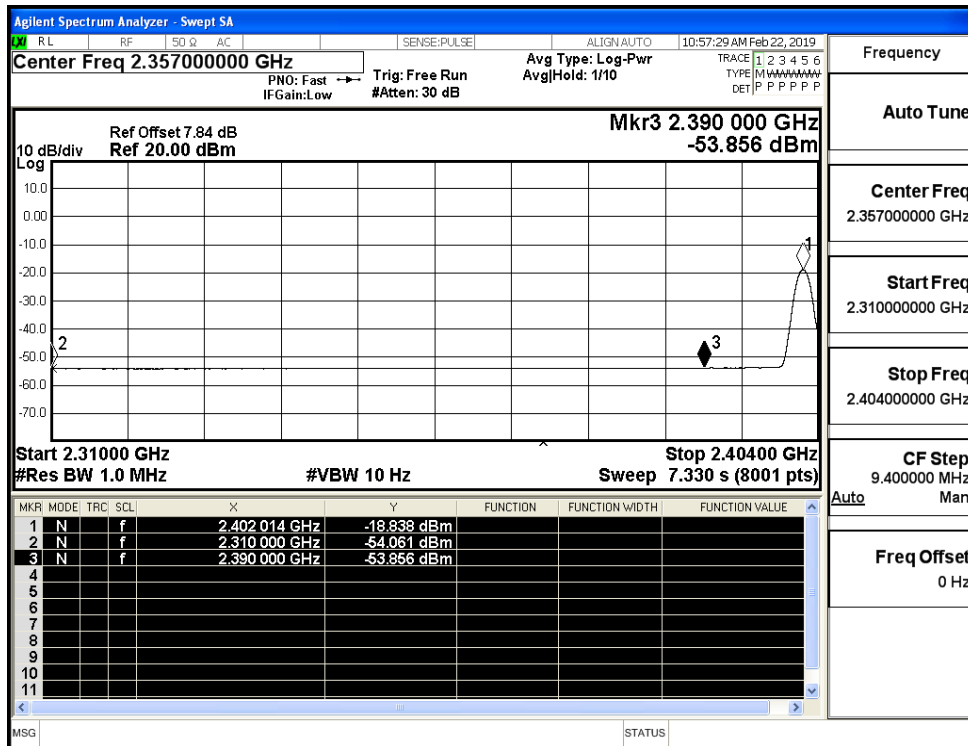 Agilent Spectrum Analyzer - Swept SA
LXI RL RF 50 Ω AC SENSE:PULSE ALIGN AUTO 10:57:29 AM Feb 22, 2019
Center Freq 2.357000000 GHz
PNO: Fast
IFGain:Low
Trig: Free Run
#Atten: 30 dB
Avg Type: Log-Pwr
Avg|Hold: 1/10
TRACE 1 2 3 4 5 6
TYPE M WWWWW
DET P P P P P P
Mkr3 2.390 000 GHz
-53.856 dBm
Ref Offset 7.84 dB
10 dB/div Ref 20.00 dBm
Log
10.0
0.00
-10.0
-20.0
-30.0
-40.0
-50.0
-60.0
-70.0
1
2
3
Start 2.31000 GHz Stop 2.40400 GHz
#Res BW 1.0 MHz #VBW 10 Hz Sweep 7.330 s (8001 pts)
MKR MODE TRC SCL X Y FUNCTION FUNCTION WIDTH FUNCTION VALUE
1 N f 2.402 014 GHz -18.838 dBm
2 N f 2.310 000 GHz -54.061 dBm
3 N f 2.390 000 GHz -53.856 dBm
4
5
6
7
8
9
10
11
MSG STATUS
Frequency
Auto Tune
Center Freq
2.357000000 GHz
Start Freq
2.310000000 GHz
Stop Freq
2.404000000 GHz
CF Step
9.400000 MHz
Auto Man
Freq Offset
0 Hz